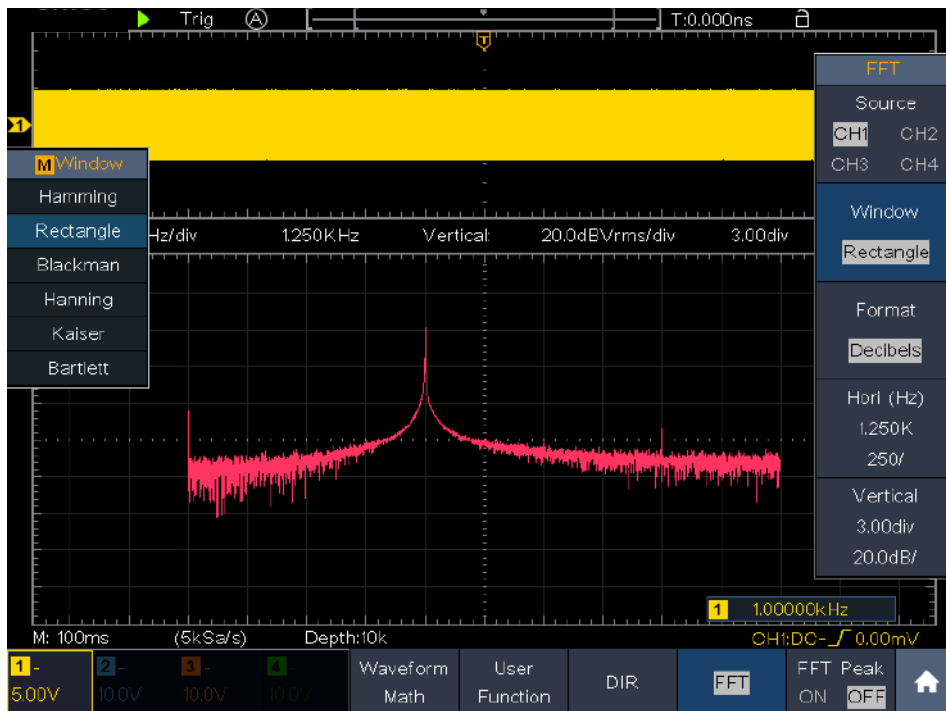 Trig A T:0.000ns
T
FFT
Source
CH1 CH2
CH3 CH4
1
M Window
Hamming
Rectangle
Blackman
Hanning
Kaiser
Bartlett
Hz/div 1.250KHz Vertical: 20.0dBVrms/div 3.00div
Window
Rectangle
Format
Decibels
Hori (Hz)
1.250K
250/
Vertical
3.00div
20.0dB/
1 1.00000kHz
M: 100ms (5kSa/s) Depth:10k CH1:DC- 0.00mV
1 - 2 - 3 - 4 -
5.00V 10.0V 10.0V 10.0V
Waveform Math
User Function
DIR
FFT
FFT Peak
ON OFF